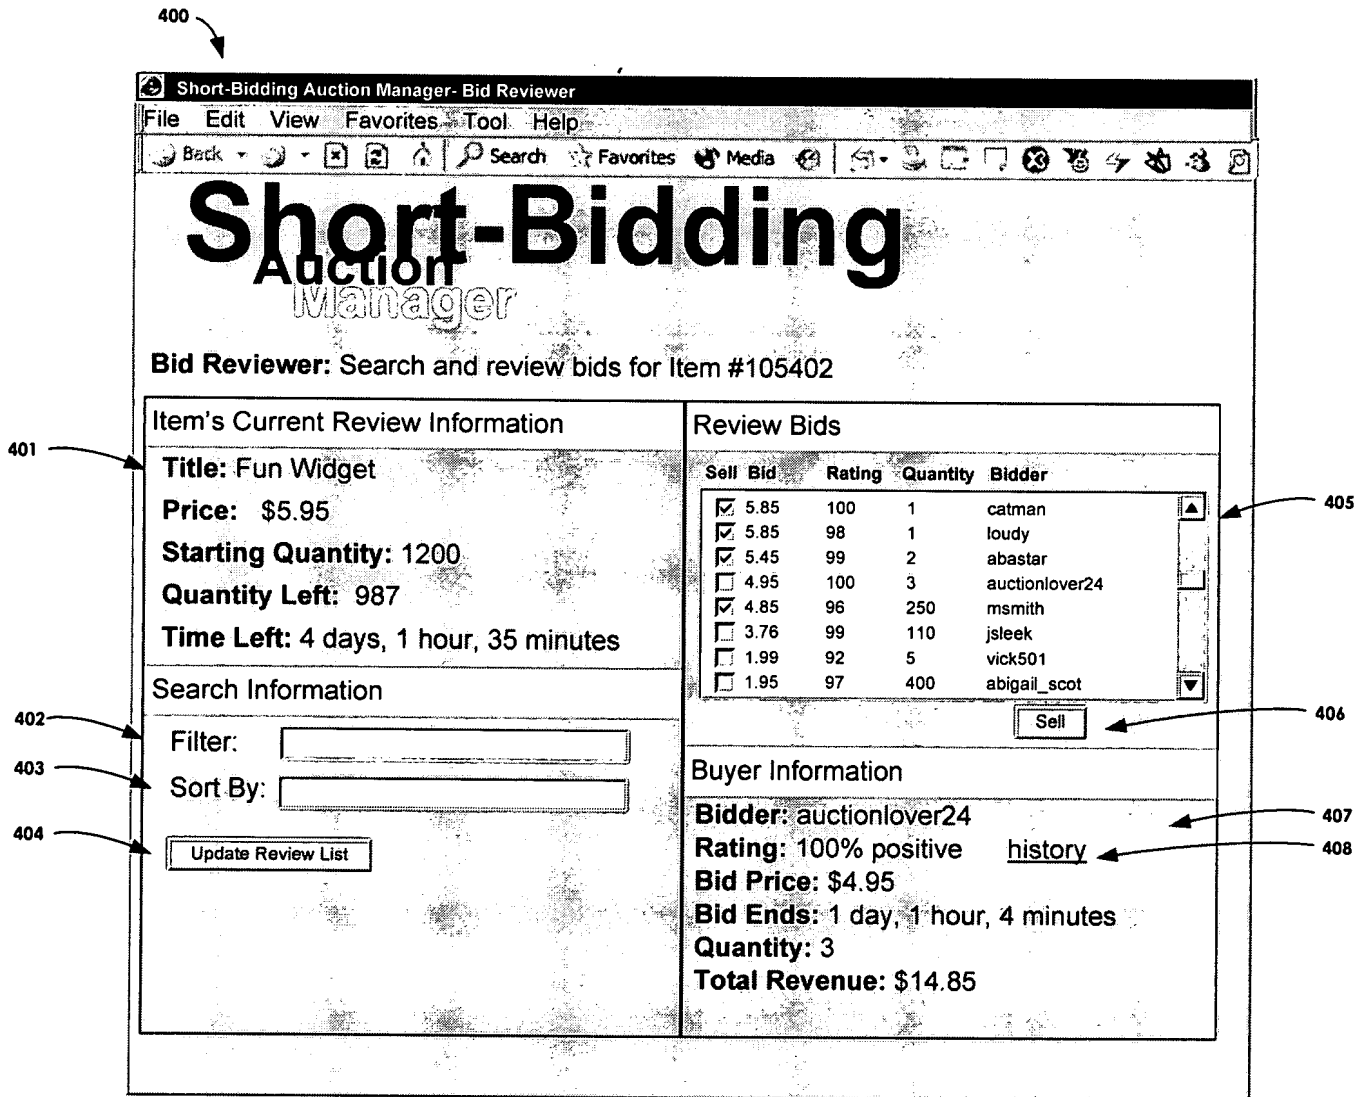 400
Short-Bidding Auction Manager- Bid Reviewer
File Edit View Favorites Tool Help
Back Search Favorites Media
Short-Bidding
Auction
Manager
Bid Reviewer: Search and review bids for Item #105402
Item's Current Review Information
401
Title: Fun Widget
Price: $5.95
Starting Quantity: 1200
Quantity Left: 987
Time Left: 4 days, 1 hour, 35 minutes
Search Information
402
Filter:
403
Sort By:
404
Update Review List
Review Bids
Sell Bid Rating Quantity Bidder
5.85 100 1 catman
405
5.85 98 1 loudy
5.45 99 2 abastar
4.95 100 3 auctionlover24
4.85 96 250 msmith
3.76 99 110 jsleek
1.99 92 5 vick501
1.95 97 400 abigail_scot
Sell
406
Buyer Information
Bidder: auctionlover24
407
Rating: 100% positive history
408
Bid Price: $4.95
Bid Ends: 1 day, 1 hour, 4 minutes
Quantity: 3
Total Revenue: $14.85